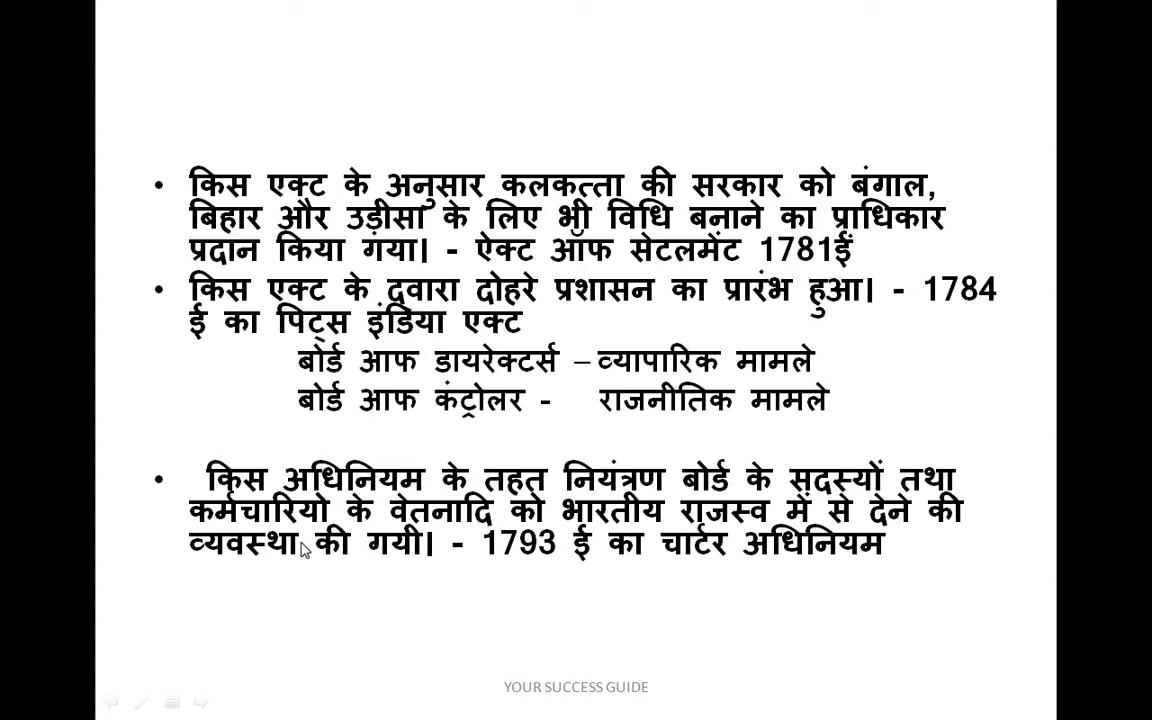 • किस एक्ट के अनुसार कलकत्ता की सरकार को बंगाल,
बिहार और उड़ीसा के लिए भी विधि बनाने का प्राधिकार
प्रदान किया गया। - ऐक्ट ऑफ सेटलमेंट 1781ईं
• किस एक्ट के द्वारा दोहरे प्रशासन का प्रारंभ हुआ। - 1784
ई का पिट्स इंडिया एक्ट
बोर्ड आफ डायरेक्टर्स – व्यापारिक मामले
बोर्ड आफ कंट्रोलर - राजनीतिक मामले
• किस अधिनियम के तहत नियंत्रण बोर्ड के सदस्यों तथा
कर्मचारियो के वेतनादि को भारतीय राजस्व में से देने की
व्यवस्था की गयी। - 1793 ई का चार्टर अधिनियम
YOUR SUCCESS GUIDE